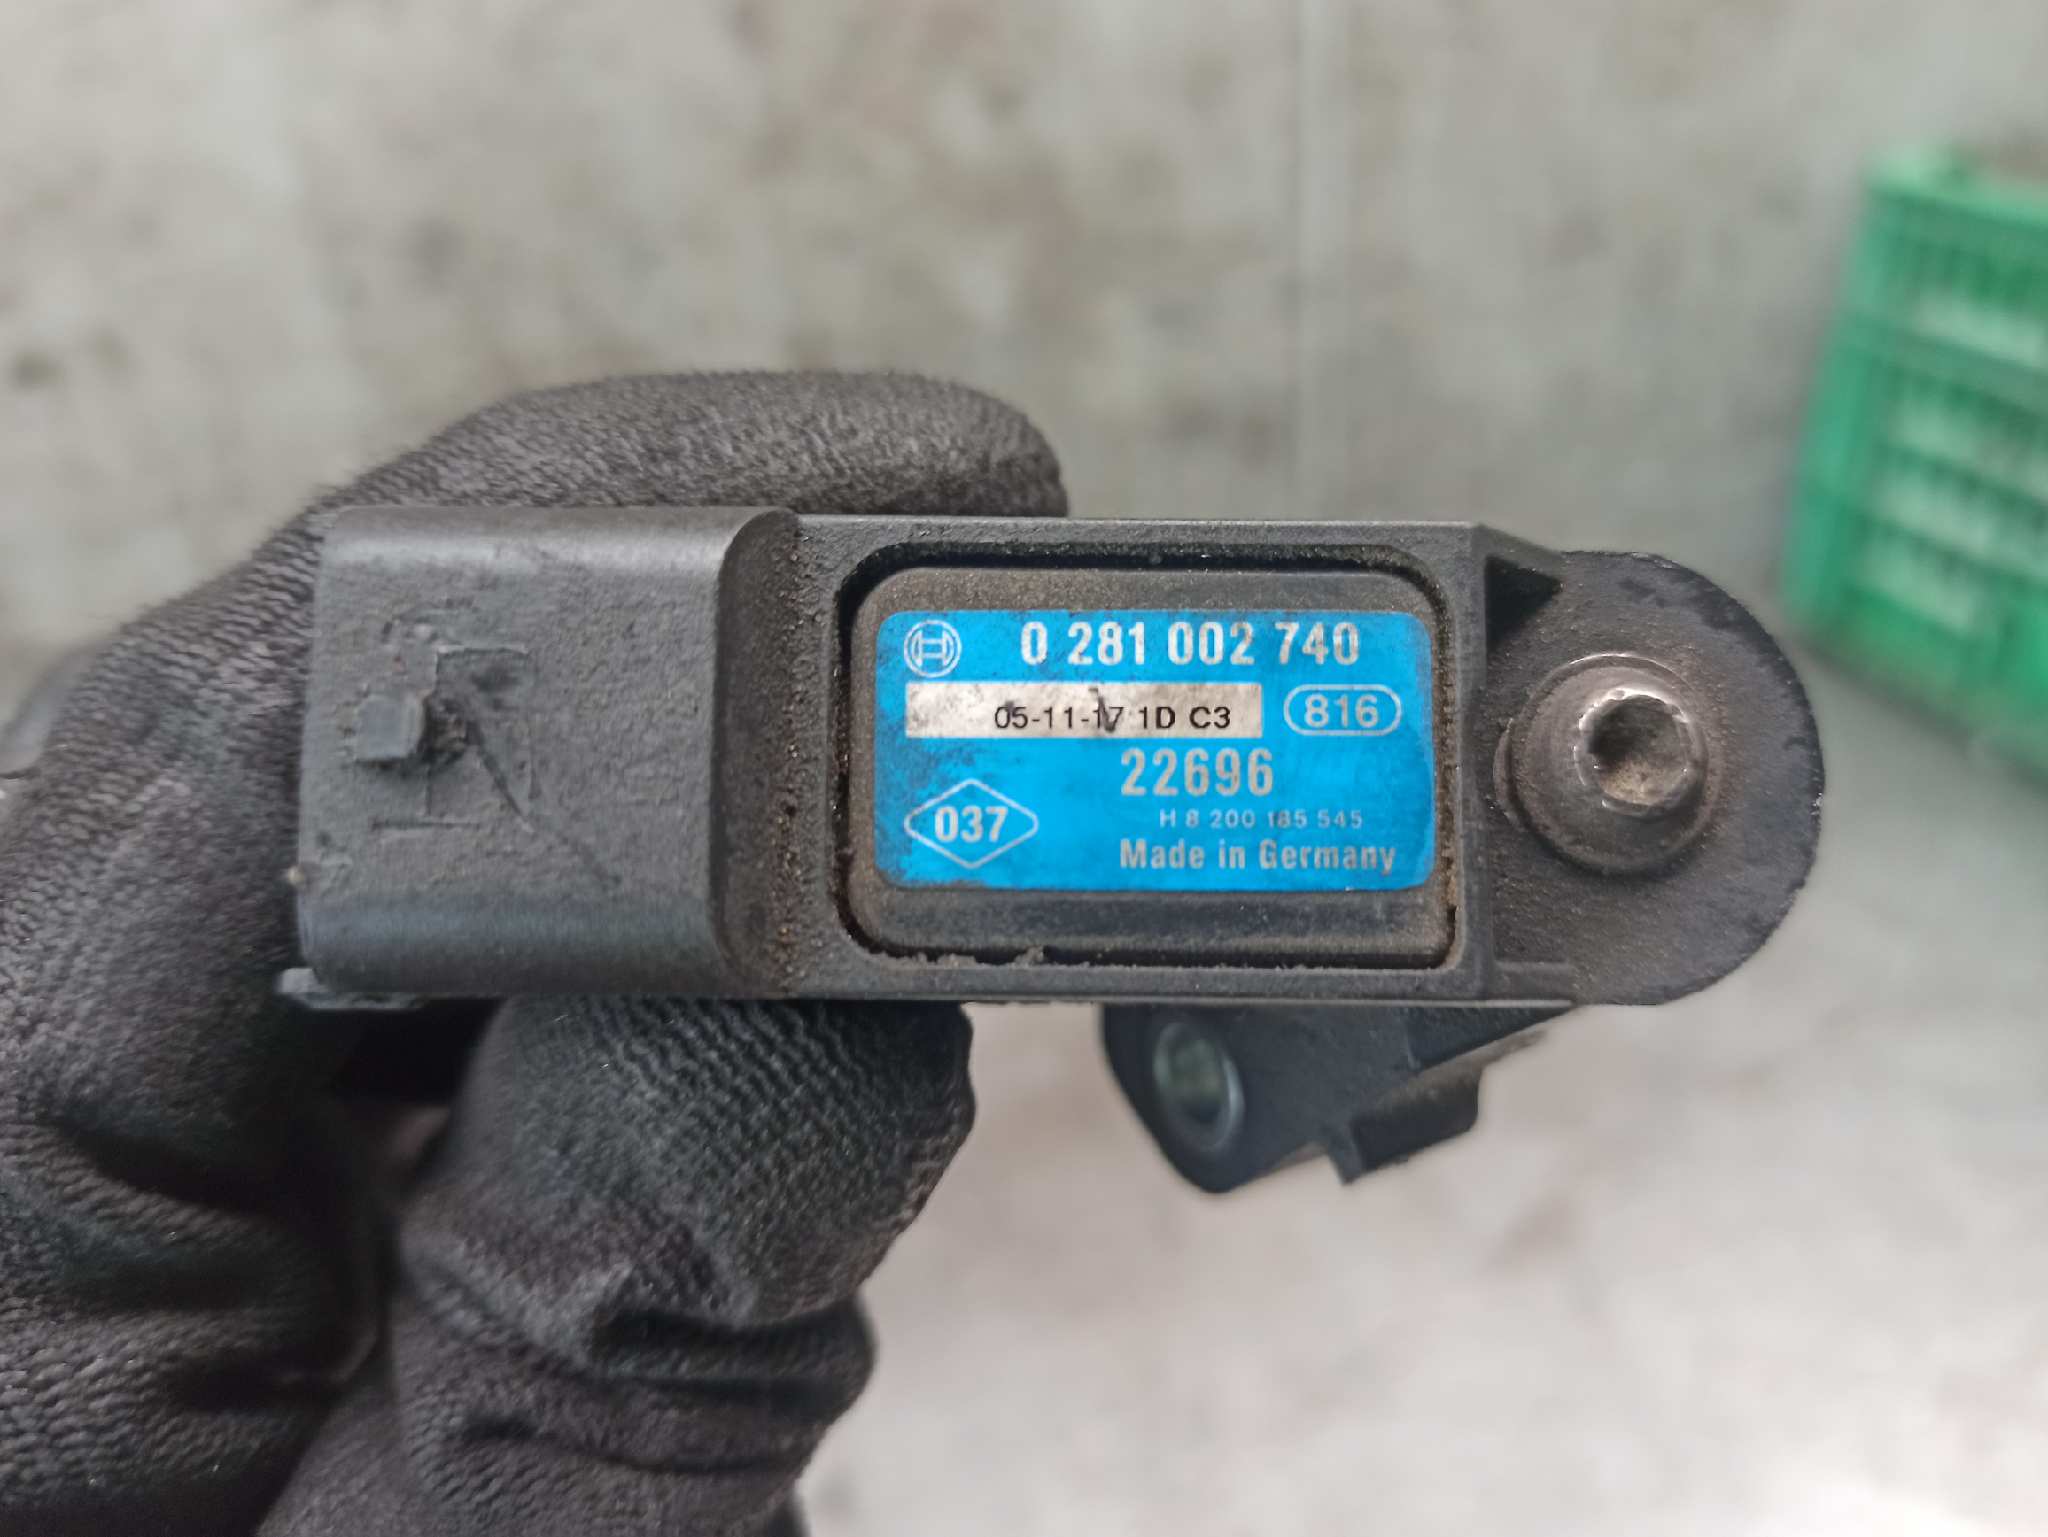 0 281 002 740
05-11-17 1D C3 816
22696
037 H 8 200 185 545
Made in Germany